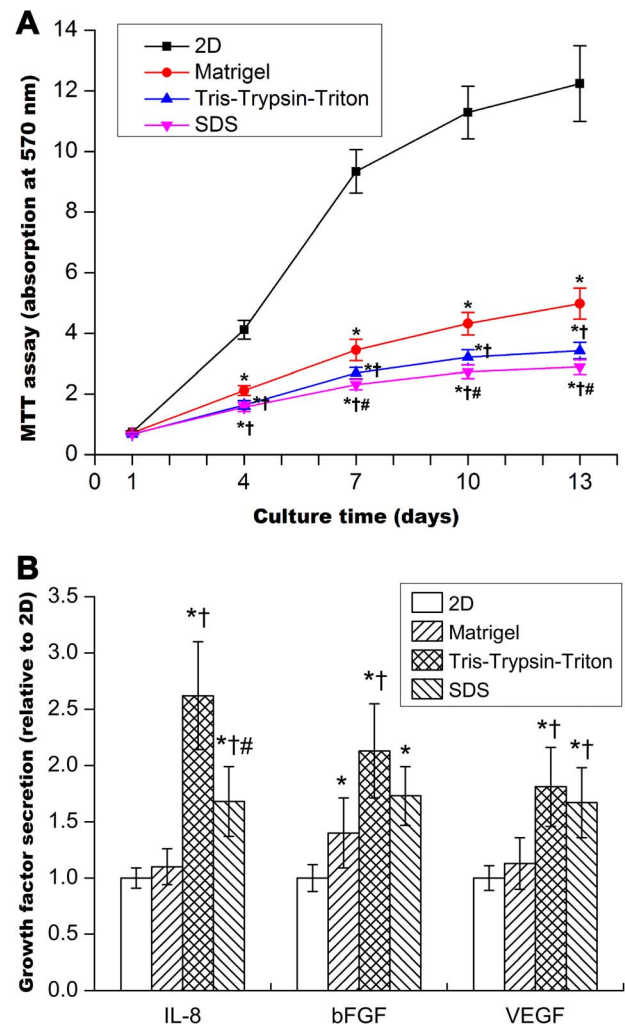 A
14
12
10
8
6
4
2
0
MTT assay (absorption at 570 nm)
2D
Matrigel
Tris-Trypsin-Triton
SDS
* *† *†
* *† *†#
* *† *†#
* *† *†#
0 1 4 7 10 13
Culture time (days)
B
3.5
3.0
2.5
2.0
1.5
1.0
0.5
0.0
Growth factor secretion (relative to 2D)
2D
Matrigel
Tris-Trypsin-Triton
SDS
*† *†#
* *† *
*† *†
IL-8 bFGF VEGF